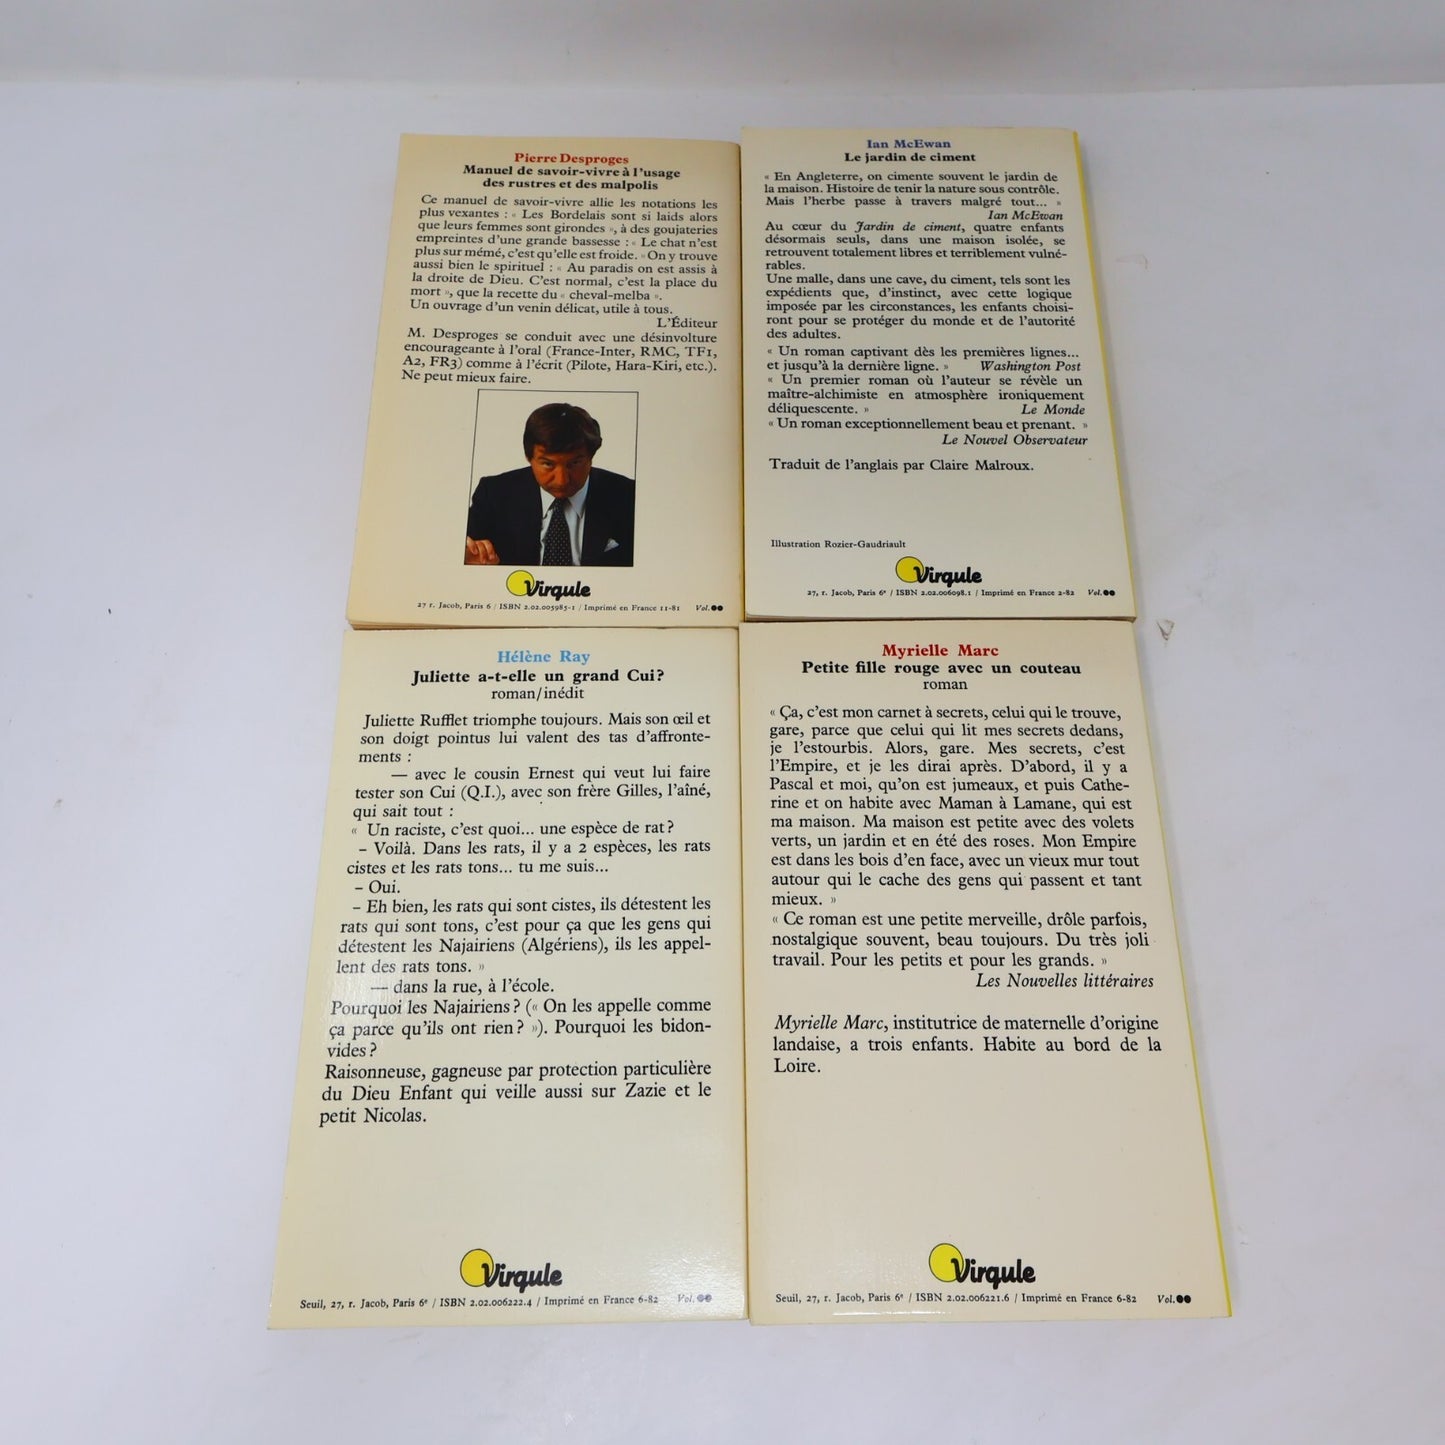 Pierre Desproges
Manuel de savoir-vivre à l'usage
des rustres et des malpolis
Ce manuel de savoir-vivre allie les notations les
plus vexantes : « Les Bordelais sont si laids alors
que leurs femmes sont girondes », à des goujateries
empreintes d'une grande bassesse : « Le chat n'est
plus sur mémé, c'est qu'elle est froide. » On y trouve
aussi bien le spirituel : « Au paradis on est assis à
la droite de Dieu. C'est normal, c'est la place du
mort », que la recette du « cheval-melba ».
Un ouvrage d'un venin délicat, utile à tous.
L'Éditeur
M. Desproges se conduit avec une désinvolture
encourageante à l'oral (France-Inter, RMC, TF1,
A2, FR3) comme à l'écrit (Pilote, Hara-Kiri, etc.).
Ne peut mieux faire.
Virgule
27 r. Jacob, Paris 6 / ISBN 2.02.005985-1 / Imprimé en France 11-81 Vol. ●●
Ian McEwan
Le jardin de ciment
« En Angleterre, on cimente souvent le jardin de
la maison. Histoire de tenir la nature sous contrôle.
Mais l'herbe passe à travers malgré tout... »
Ian McEwan
Au cœur du Jardin de ciment, quatre enfants
désormais seuls, dans une maison isolée, se
retrouvent totalement libres et terriblement vulné-
rables.
Une malle, dans une cave, du ciment, tels sont les
expédients que, d'instinct, avec cette logique
imposée par les circonstances, les enfants choisi-
ront pour se protéger du monde et de l'autorité
des adultes.
« Un roman captivant dès les premières lignes...
et jusqu'à la dernière ligne. » Washington Post
« Un premier roman où l'auteur se révèle un
maître-alchimiste en atmosphère ironiquement
déliquescente. » Le Monde
« Un roman exceptionnellement beau et prenant. »
Le Nouvel Observateur
Traduit de l'anglais par Claire Malroux.
Illustration Rozier-Gaudriault
Virgule
27, r. Jacob, Paris 6e / ISBN 2.02.006098.1 / Imprimé en France 2-82 Vol. ●●
Hélène Ray
Juliette a-t-elle un grand Cui?
roman/inédit
Juliette Rufflet triomphe toujours. Mais son œil et
son doigt pointus lui valent des tas d'affronte-
ments :
— avec le cousin Ernest qui veut lui faire
tester son Cui (Q.I.), avec son frère Gilles, l'aîné,
qui sait tout :
« Un raciste, c'est quoi... une espèce de rat?
– Voilà. Dans les rats, il y a 2 espèces, les rats
cistes et les rats tons... tu me suis...
– Oui.
– Eh bien, les rats qui sont cistes, ils détestent les
rats qui sont tons, c'est pour ça que les gens qui
détestent les Najairiens (Algériens), ils les appel-
lent des rats tons. »
— dans la rue, à l'école.
Pourquoi les Najairiens? (« On les appelle comme
ça parce qu'ils ont rien? »). Pourquoi les bidon-
vides?
Raisonneuse, gagneuse par protection particulière
du Dieu Enfant qui veille aussi sur Zazie et le
petit Nicolas.
Virgule
Seuil, 27, r. Jacob, Paris 6e / ISBN 2.02.006222.4 / Imprimé en France 6-82 Vol. ●●
Myrielle Marc
Petite fille rouge avec un couteau
roman
« Ça, c'est mon carnet à secrets, celui qui le trouve,
gare, parce que celui qui lit mes secrets dedans,
je l'estourbis. Alors, gare. Mes secrets, c'est
l'Empire, et je les dirai après. D'abord, il y a
Pascal et moi, qu'on est jumeaux, et puis Cathe-
rine et on habite avec Maman à Lamane, qui est
ma maison. Ma maison est petite avec des volets
verts, un jardin et en été des roses. Mon Empire
est dans les bois d'en face, avec un vieux mur tout
autour qui le cache des gens qui passent et tant
mieux. »
« Ce roman est une petite merveille, drôle parfois,
nostalgique souvent, beau toujours. Du très joli
travail. Pour les petits et pour les grands. »
Les Nouvelles littéraires
Myrielle Marc, institutrice de maternelle d'origine
landaise, a trois enfants. Habite au bord de la
Loire.
Virgule
Seuil, 27, r. Jacob, Paris 6e / ISBN 2.02.006221.6 / Imprimé en France 6-82 Vol. ●●